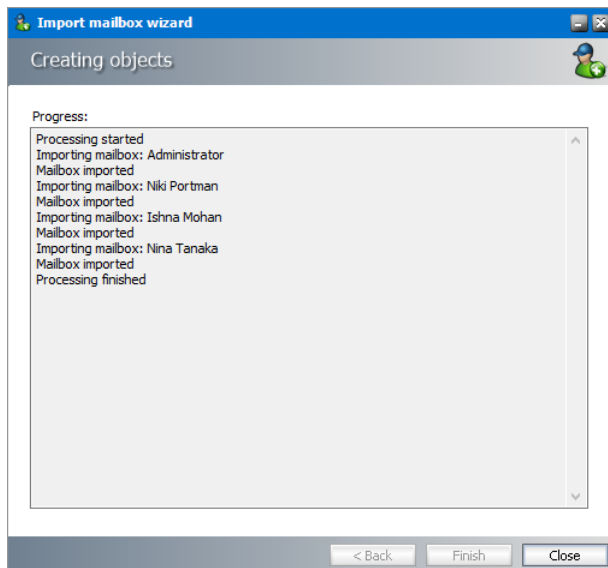 Import mailbox wizard
Creating objects
Progress:
Processing started
Importing mailbox: Administrator
Mailbox imported
Importing mailbox: Niki Portman
Mailbox imported
Importing mailbox: Ishna Mohan
Mailbox imported
Importing mailbox: Nina Tanaka
Mailbox imported
Processing finished
< Back Finish Close